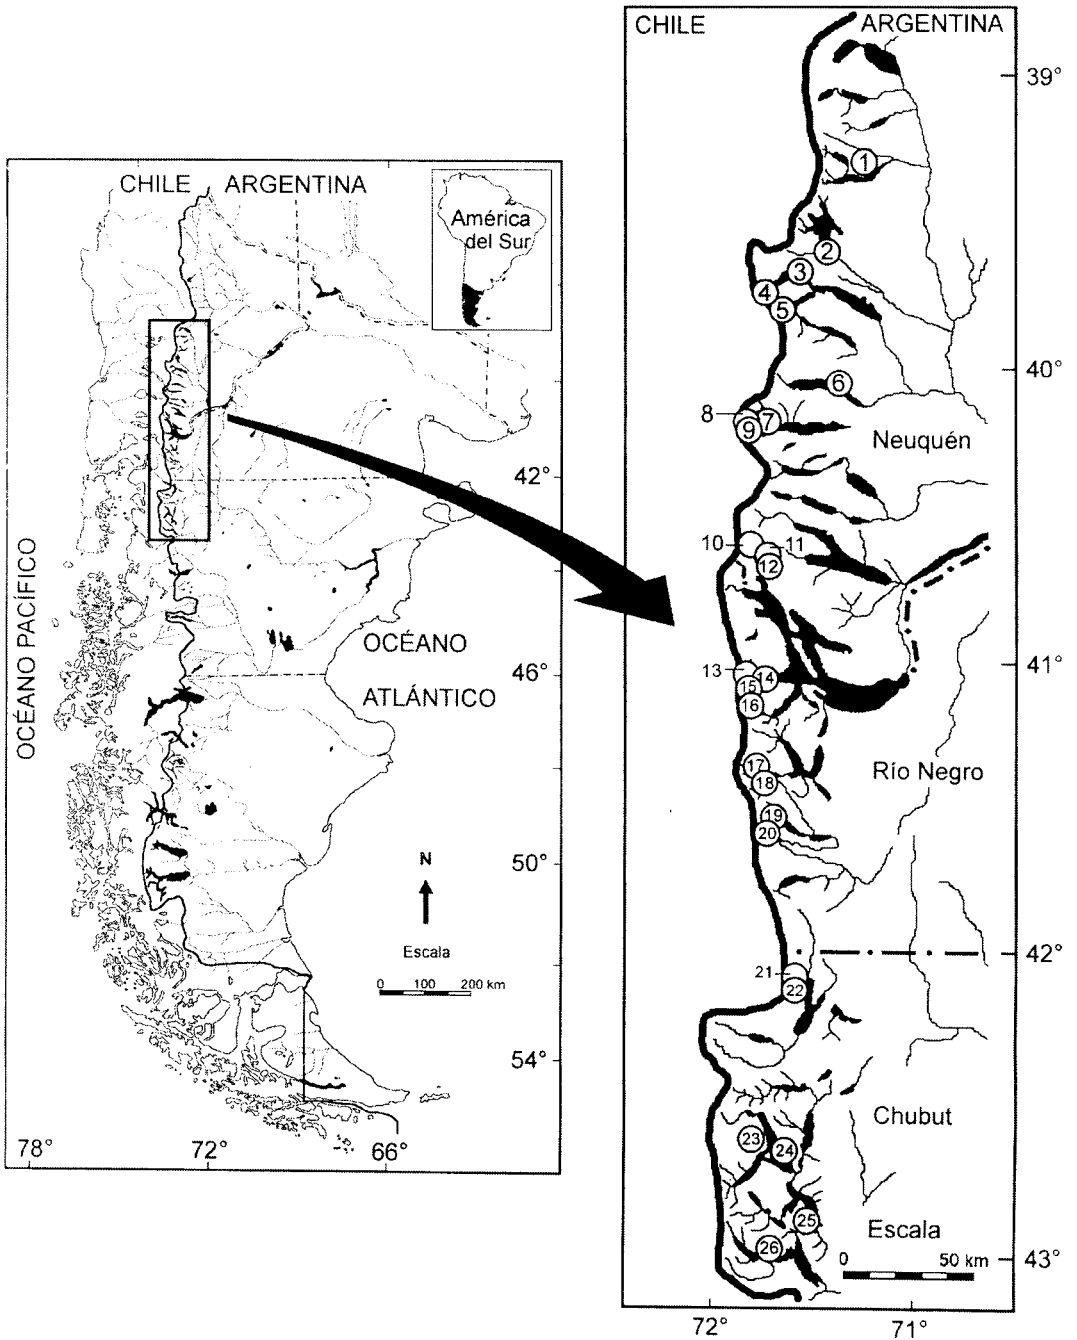 CHILE
ARGENTINA
América
del Sur
42°
46°
50°
54°
OCÉANO PACÍFICO
OCÉANO
ATLÁNTICO
N
Escala
0 100 200 km
78°
72°
66°
CHILE
ARGENTINA
39°
40°
41°
42°
43°
1
2
3
4
5
6
7
8
9
Neuquén
10
11
12
13
14
15
16
17
18
Río Negro
19
20
21
22
Chubut
23
24
25
26
Escala
0 50 km
72°
71°